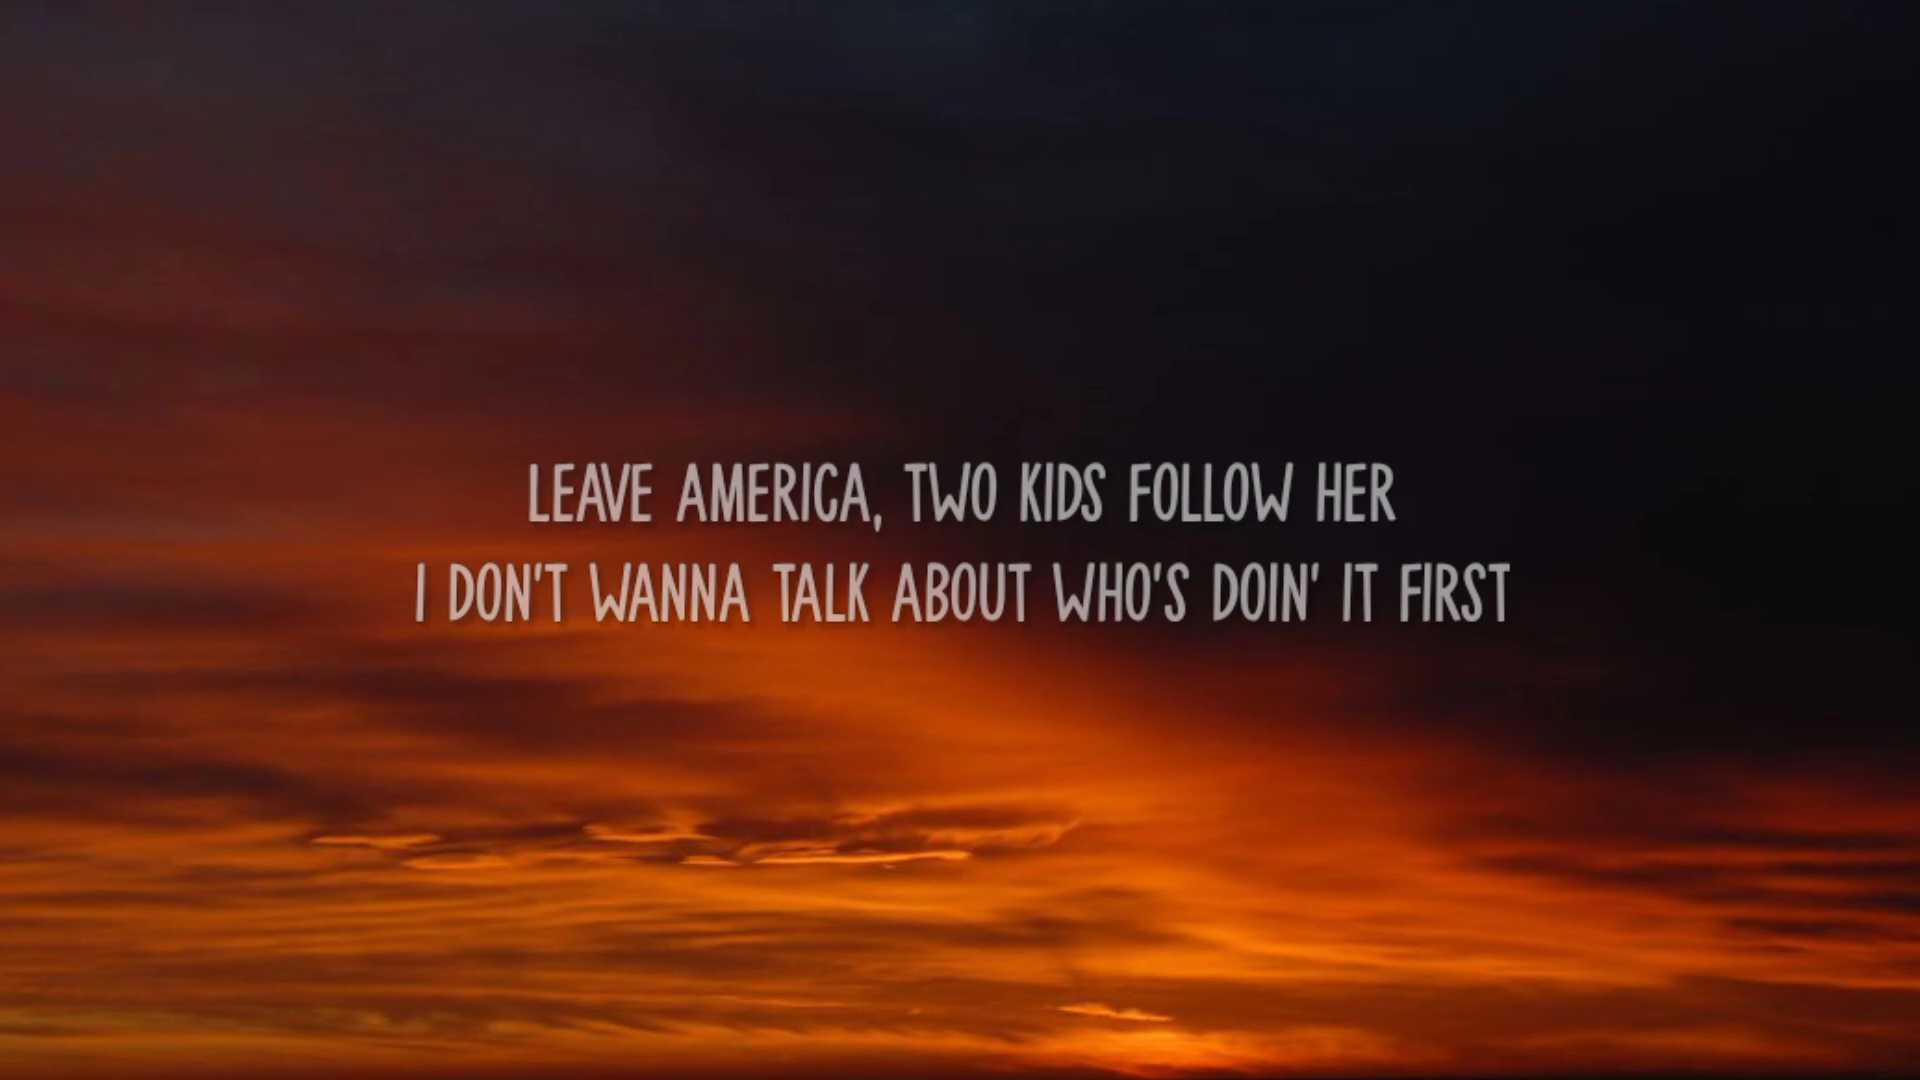 LEAVE AMERICA, TWO KIDS FOLLOW HER
I DON'T WANNA TALK ABOUT WHO'S DOIN' IT FIRST